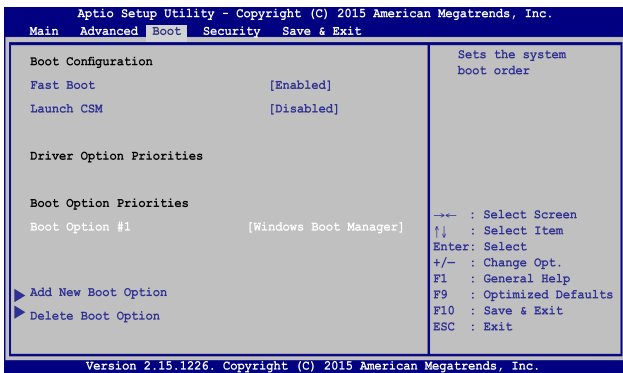 Aptio Setup Utility - Copyright (C) 2015 American Megatrends, Inc.
Main Advanced Boot Security Save & Exit
Boot Configuration
Fast Boot [Enabled]
Launch CSM [Disabled]
Driver Option Priorities
Boot Option Priorities
Boot Option #1 [Windows Boot Manager]
Add New Boot Option
Delete Boot Option
Sets the system
boot order
→← : Select Screen
↑↓ : Select Item
Enter: Select
+/− : Change Opt.
F1 : General Help
F9 : Optimized Defaults
F10 : Save & Exit
ESC : Exit
Version 2.15.1226. Copyright (C) 2015 American Megatrends, Inc.